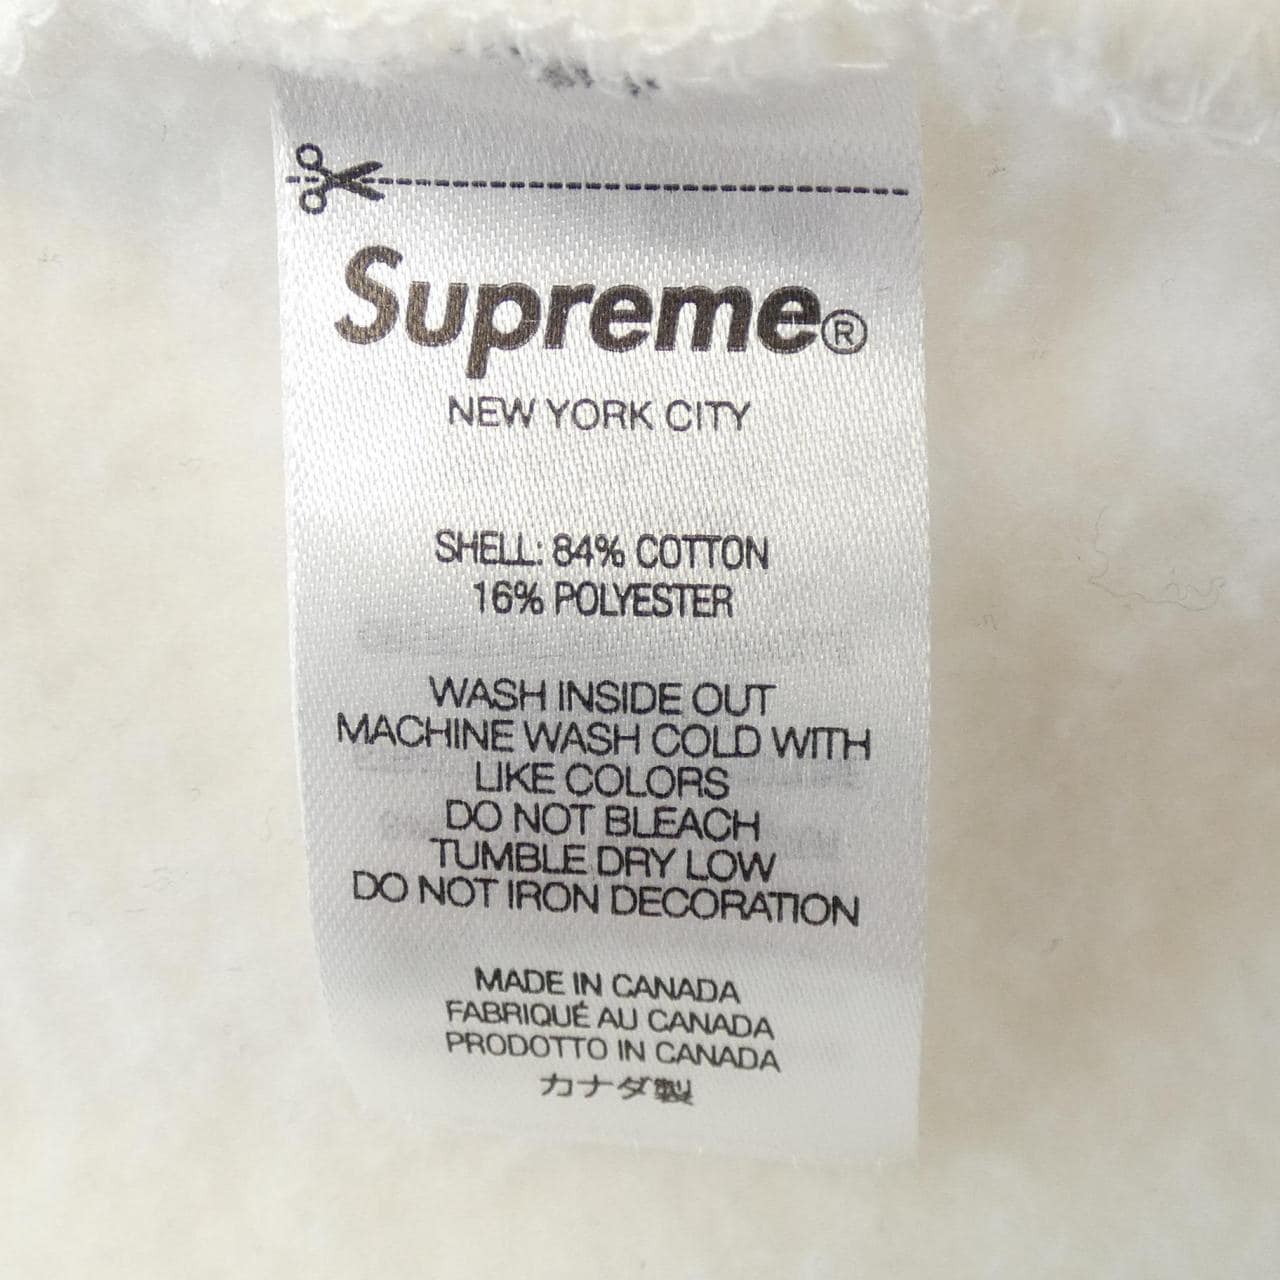 Supreme®
NEW YORK CITY
SHELL: 84% COTTON
16% POLYESTER
WASH INSIDE OUT
MACHINE WASH COLD WITH
LIKE COLORS
DO NOT BLEACH
TUMBLE DRY LOW
DO NOT IRON DECORATION
MADE IN CANADA
FABRIQUÉ AU CANADA
PRODOTTO IN CANADA
カナダ製